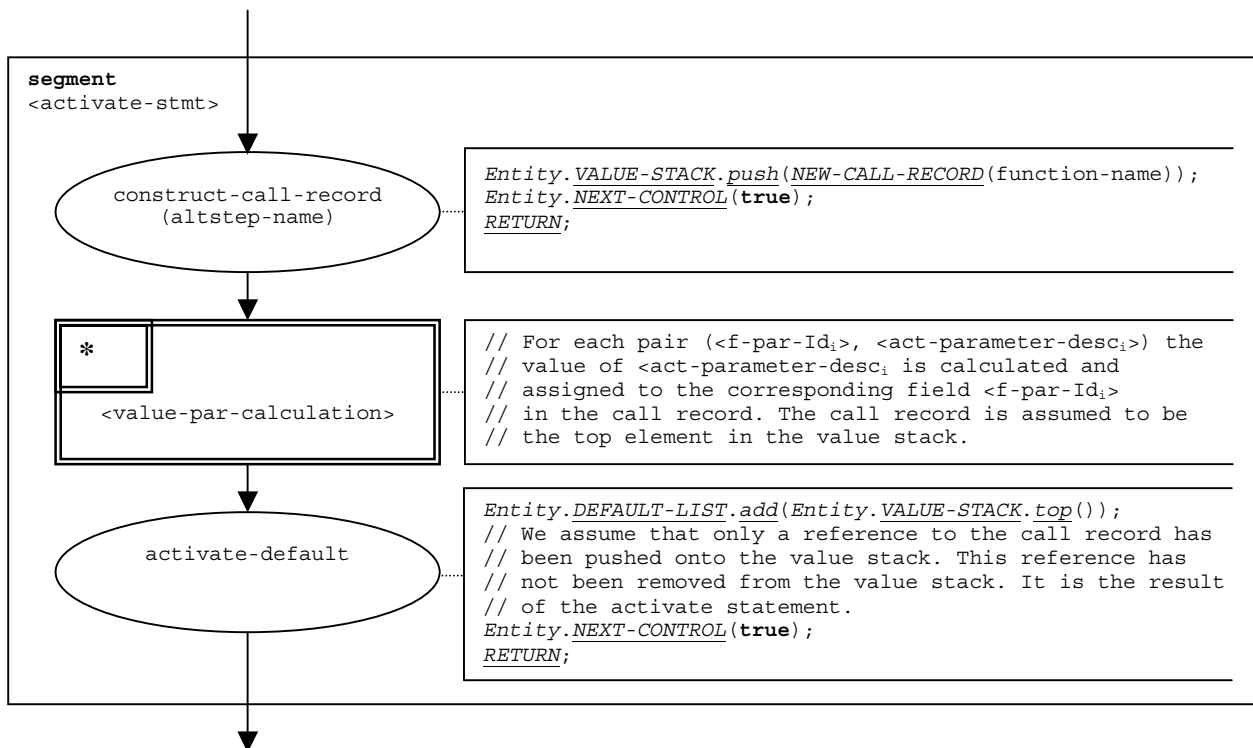 segment
<activate-stmt>
construct-call-record
(altstep-name)
Entity.VALUE-STACK.push(NEW-CALL-RECORD(function-name));
Entity.NEXT-CONTROL(true);
RETURN;
*
<value-par-calculation>
// For each pair (<f-par-Idi>, <act-parameter-desci>) the
// value of <act-parameter-desci is calculated and
// assigned to the corresponding field <f-par-Idi>
// in the call record. The call record is assumed to be
// the top element in the value stack.
activate-default
Entity.DEFAULT-LIST.add(Entity.VALUE-STACK.top());
// We assume that only a reference to the call record has
// been pushed onto the value stack. This reference has
// not been removed from the value stack. It is the result
// of the activate statement.
Entity.NEXT-CONTROL(true);
RETURN;